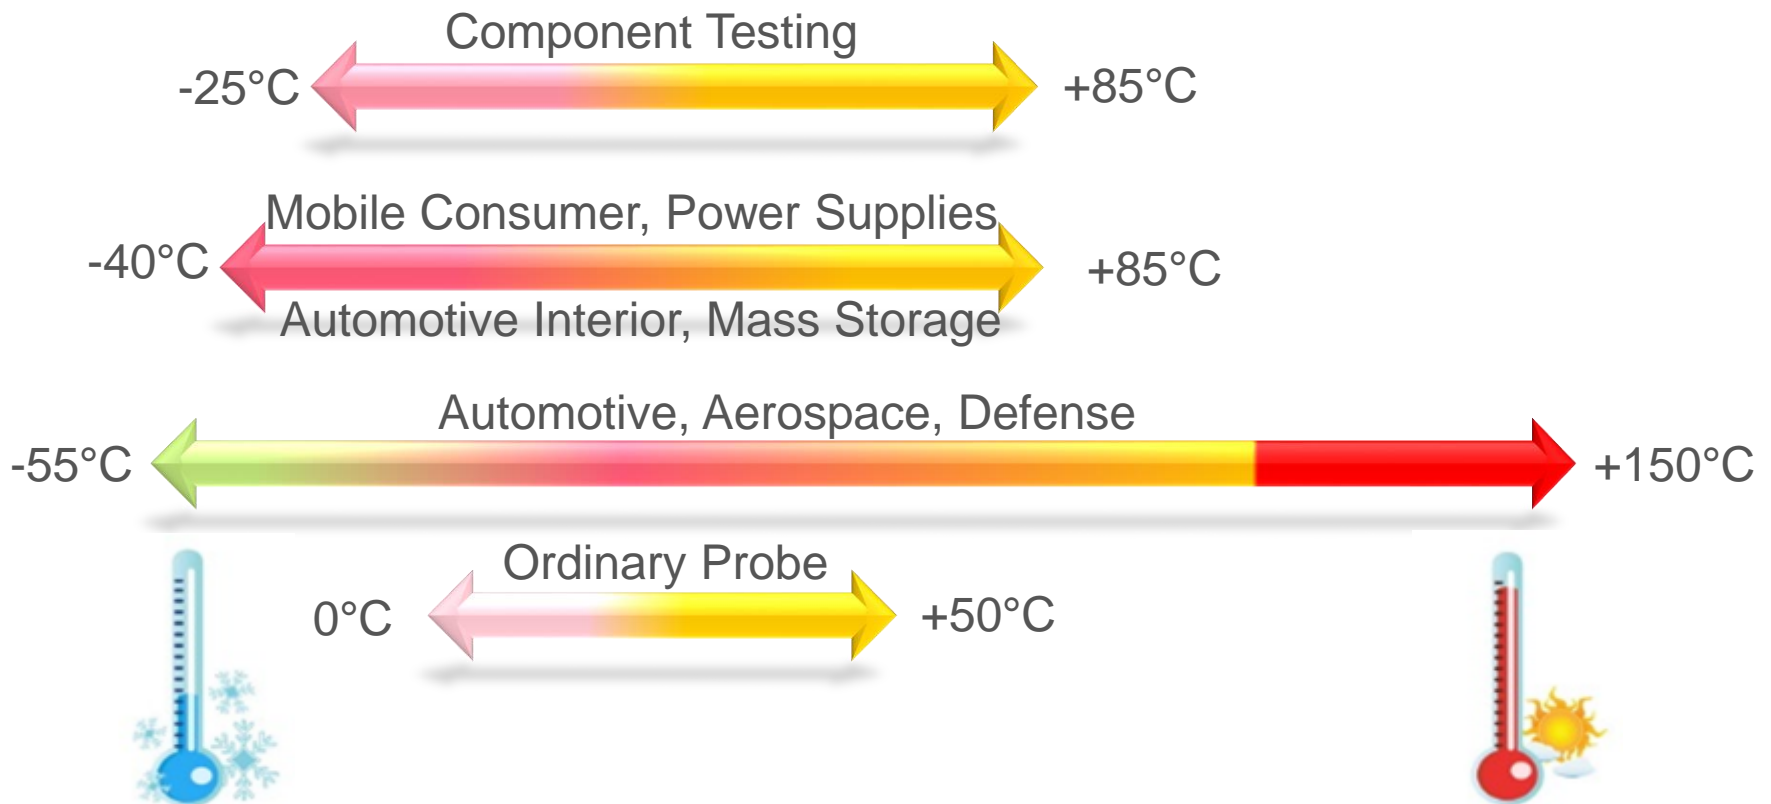 Component Testing
-25°C
+85°C
Mobile Consumer, Power Supplies
-40°C
+85°C
Automotive Interior, Mass Storage
Automotive, Aerospace, Defense
-55°C
+150°C
Ordinary Probe
0°C
+50°C